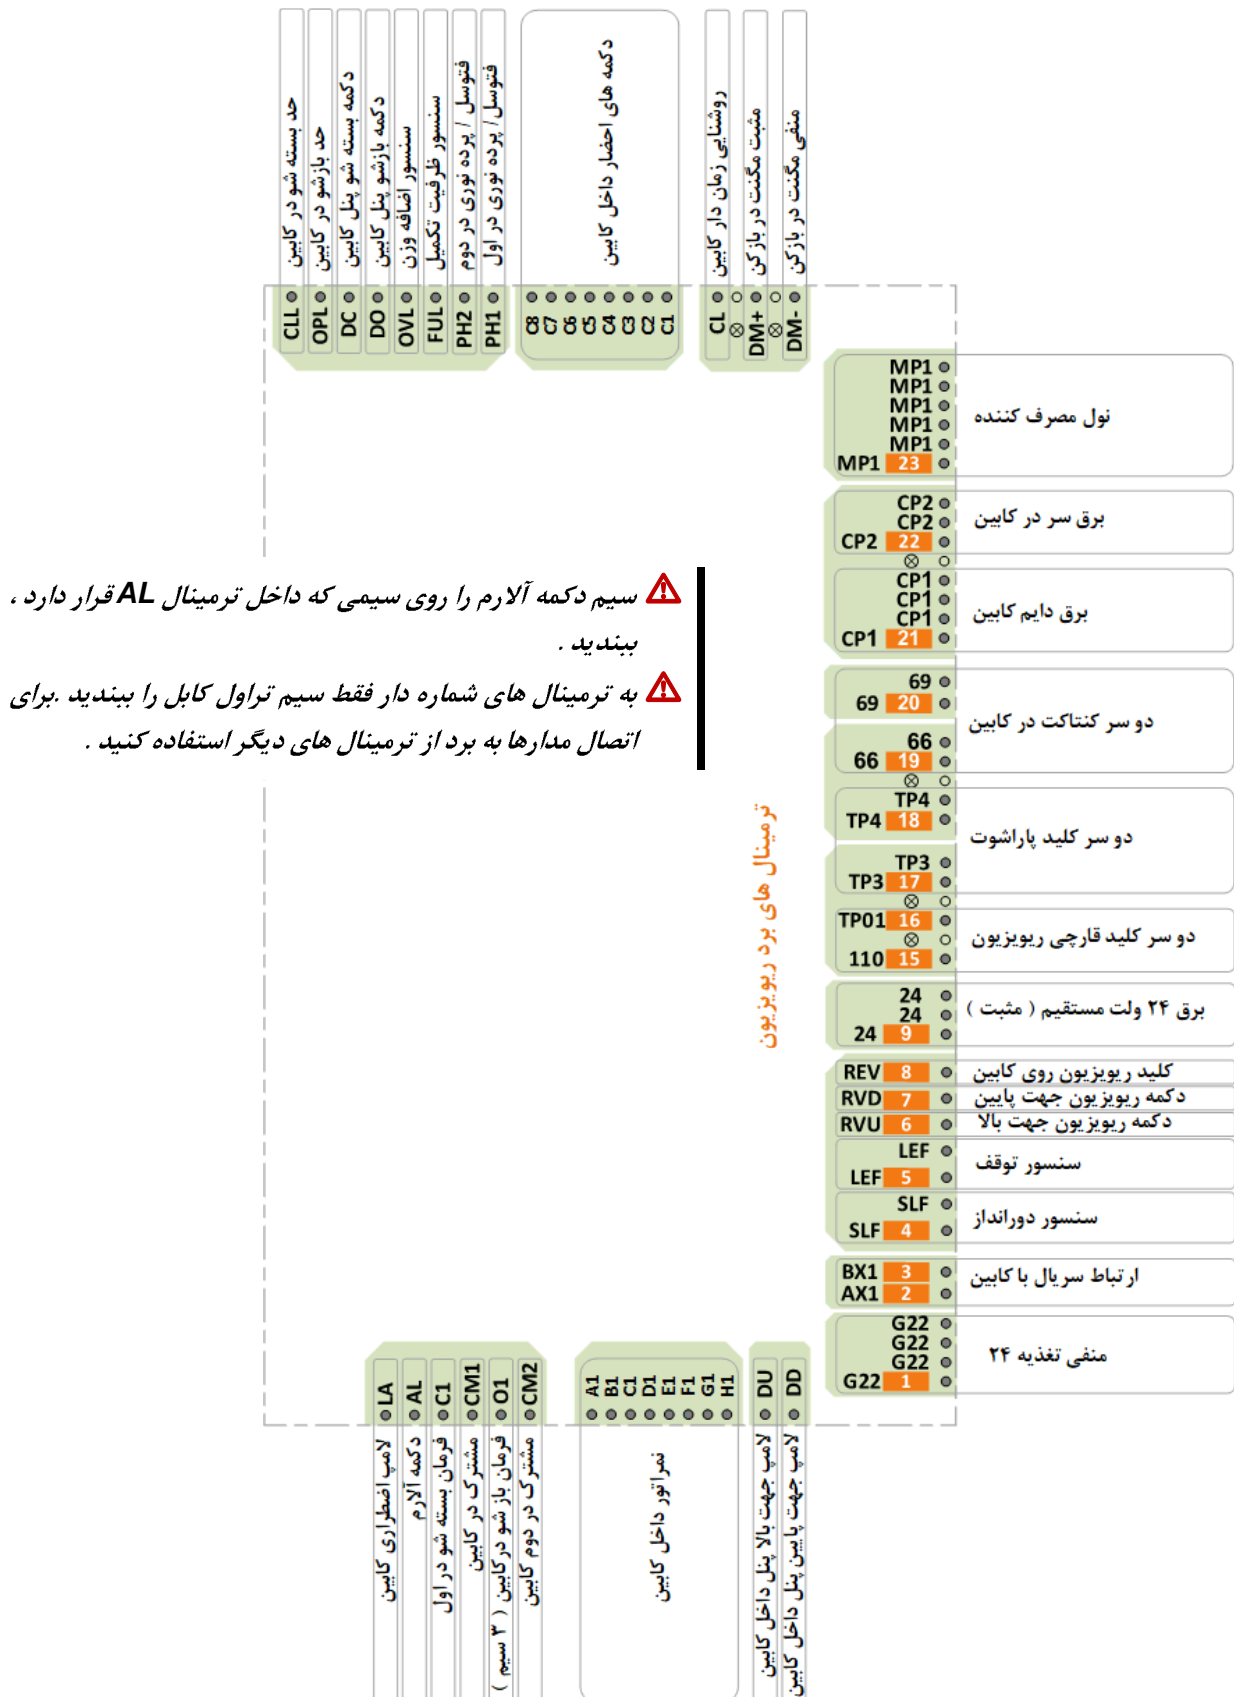 حد بسته شو در کابین
حد بازشو در کابین
دکمه بسته شو پنل کابین
دکمه بازشو پنل کابین
سنسور اضافه وزن
سنسور ظرفیت تکمیل
فتوسل / پرده نوری در دوم
فتوسل/ پرده نوری در اول
دکمه های احضار داخل کابین
روشنایی زمان دار کابین
مثبت مگنت در بازکن
منفی مگنت در بازکن
CLL
OPL
DC
DO
OVL
FUL
PH2
PH1
C8
C7
C6
C5
C4
C3
C2
C1
CL
DM+
DM-
MP1
MP1
MP1
MP1
MP1
MP1 23
نول مصرف کننده
CP2
CP2
CP2 22
برق سر در کابین
CP1
CP1
CP1
CP1 21
برق دایم کابین
سیم دکمه آلارم را روی سیمی که داخل ترمینال AL قرار دارد ،
ببندید .
به ترمینال های شماره دار فقط سیم تراول کابل را ببندید .برای
اتصال مدارها به برد از ترمینال های دیگر استفاده کنید .
69
69 20
66
66 19
دو سر کنتاکت در کابین
TP4
TP4 18
TP3
TP3 17
دو سر کلید پاراشوت
TP01 16
110 15
دو سر کلید قارچی ریویزیون
ترمینال های برد ریویزیون
24
24
24 9
برق ۲۴ ولت مستقیم ( مثبت )
REV 8
کلید ریویزیون روی کابین
RVD 7
دکمه ریویزیون جهت پایین
RVU 6
دکمه ریویزیون جهت بالا
LEF
LEF 5
سنسور توقف
SLF
SLF 4
سنسور دورانداز
BX1 3
AX1 2
ارتباط سریال با کابین
G22
G22
G22
G22 1
منفی تغذیه ۲۴
LA
AL
C1
CM1
O1
CM2
A1
B1
C1
D1
E1
F1
G1
H1
DU
DD
لامپ اضطراری کابین
دکمه آلارم
فرمان بسته شو در اول
مشترک در کابین
فرمان باز شو درکابین ( ۳ سیم )
مشترک در دوم کابین
نمراتور داخل کابین
لامپ جهت بالا پنل داخل کابین
لامپ جهت پایین پنل داخل کابین